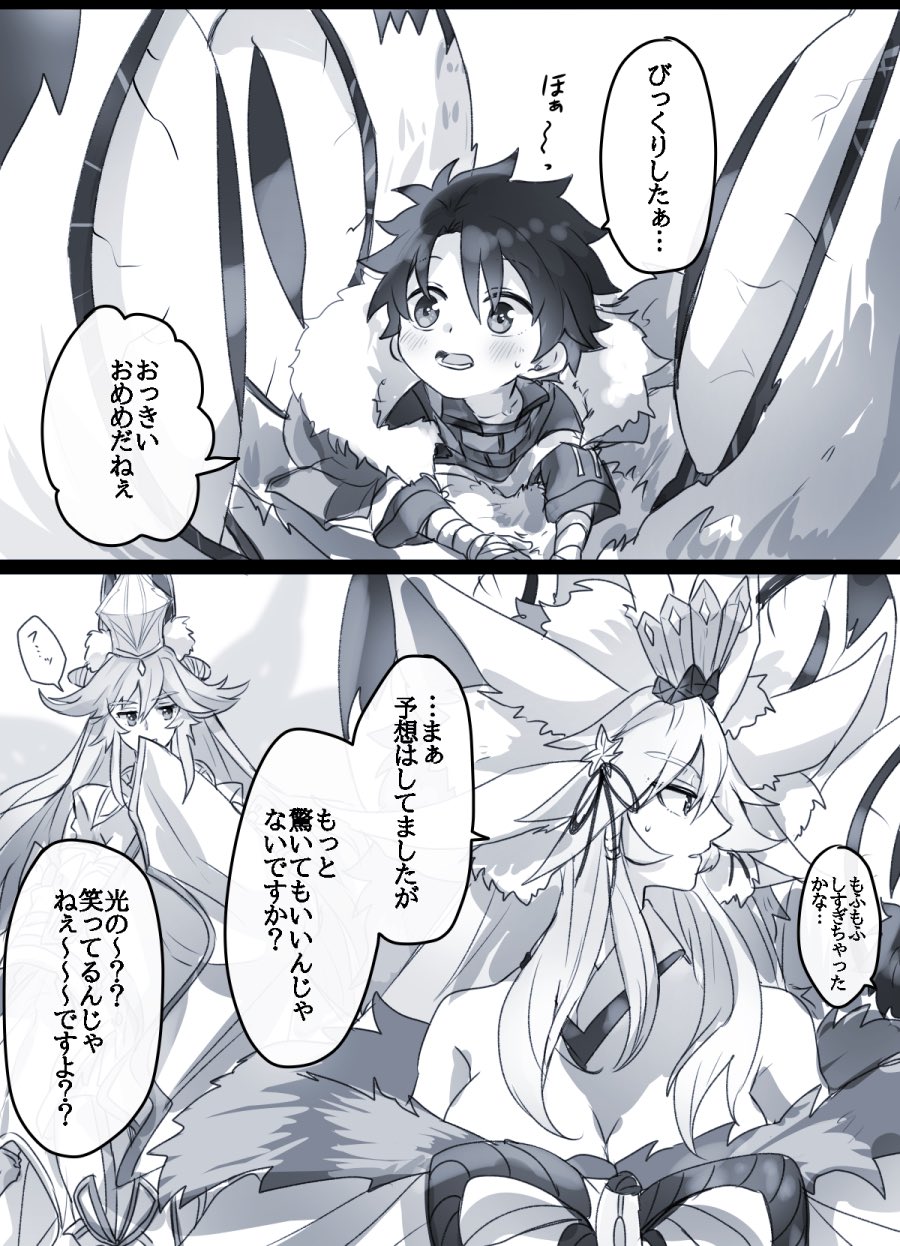 びっくりしたぁ…
ほぁ〜っ
おっきい
おめめだねぇ
もふもふ
しすぎちゃった
かな…
…まぁ
予想はしてましたが
もっと
驚いてもいいんじゃ
ないですか？
？…
光の〜？？
笑ってるんじゃ
ねぇ〜〜〜ですよ？？